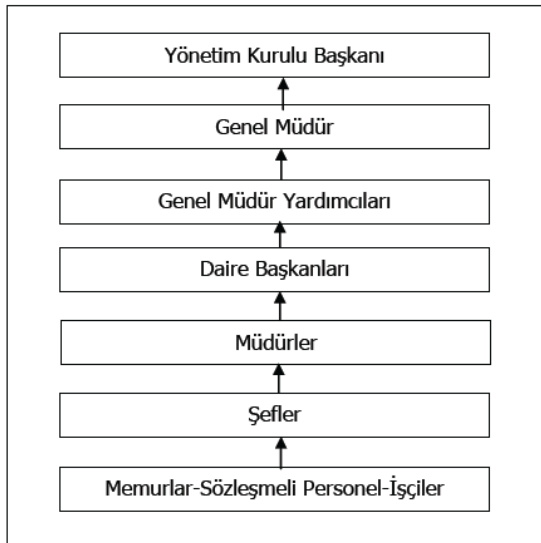 Yönetim Kurulu Başkanı
Genel Müdür
Genel Müdür Yardımcıları
Daire Başkanları
Müdürler
Şefler
Memurlar-Sözleşmeli Personel-İşçiler